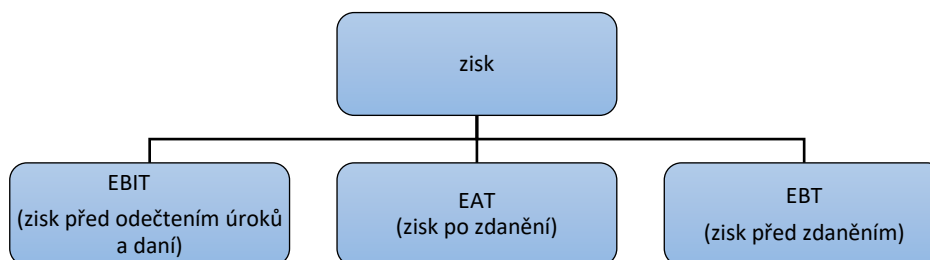 zisk
EBIT
(zisk před odečtením úroků
a daní)
EAT
(zisk po zdanění)
EBT
(zisk před zdaněním)